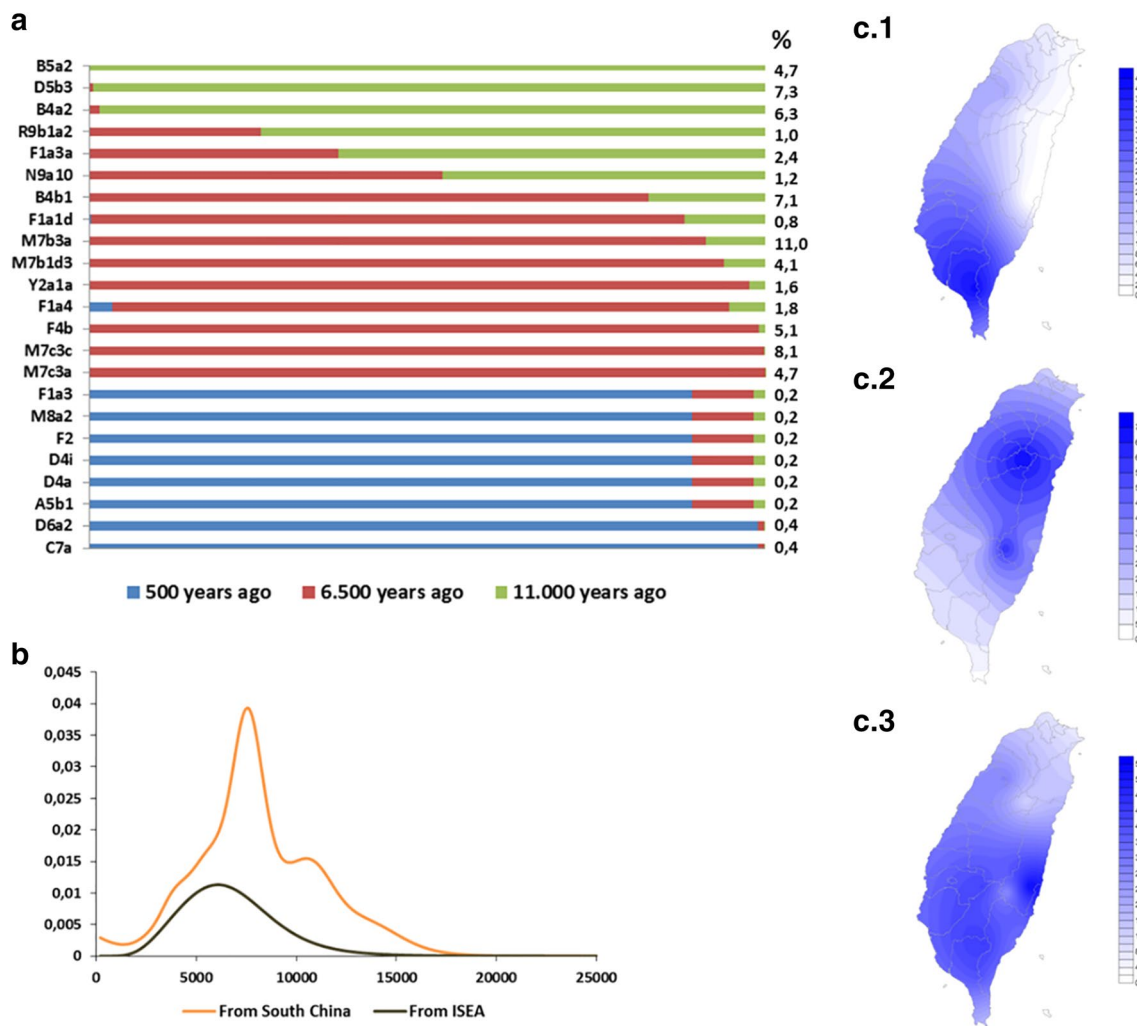 a
%
B5a2 4,7
D5b3 7,3
B4a2 6,3
R9b1a2 1,0
F1a3a 2,4
N9a10 1,2
B4b1 7,1
F1a1d 0,8
M7b3a 11,0
M7b1d3 4,1
Y2a1a 1,6
F1a4 1,8
F4b 5,1
M7c3c 8,1
M7c3a 4,7
F1a3 0,2
M8a2 0,2
F2 0,2
D4i 0,2
D4a 0,2
A5b1 0,2
D6a2 0,4
C7a 0,4
500 years ago 6.500 years ago 11.000 years ago
b
0,045
0,04
0,035
0,03
0,025
0,02
0,015
0,01
0,005
0
0 5000 10000 15000 20000 25000
From South China From ISEA
c.1
c.2
c.3